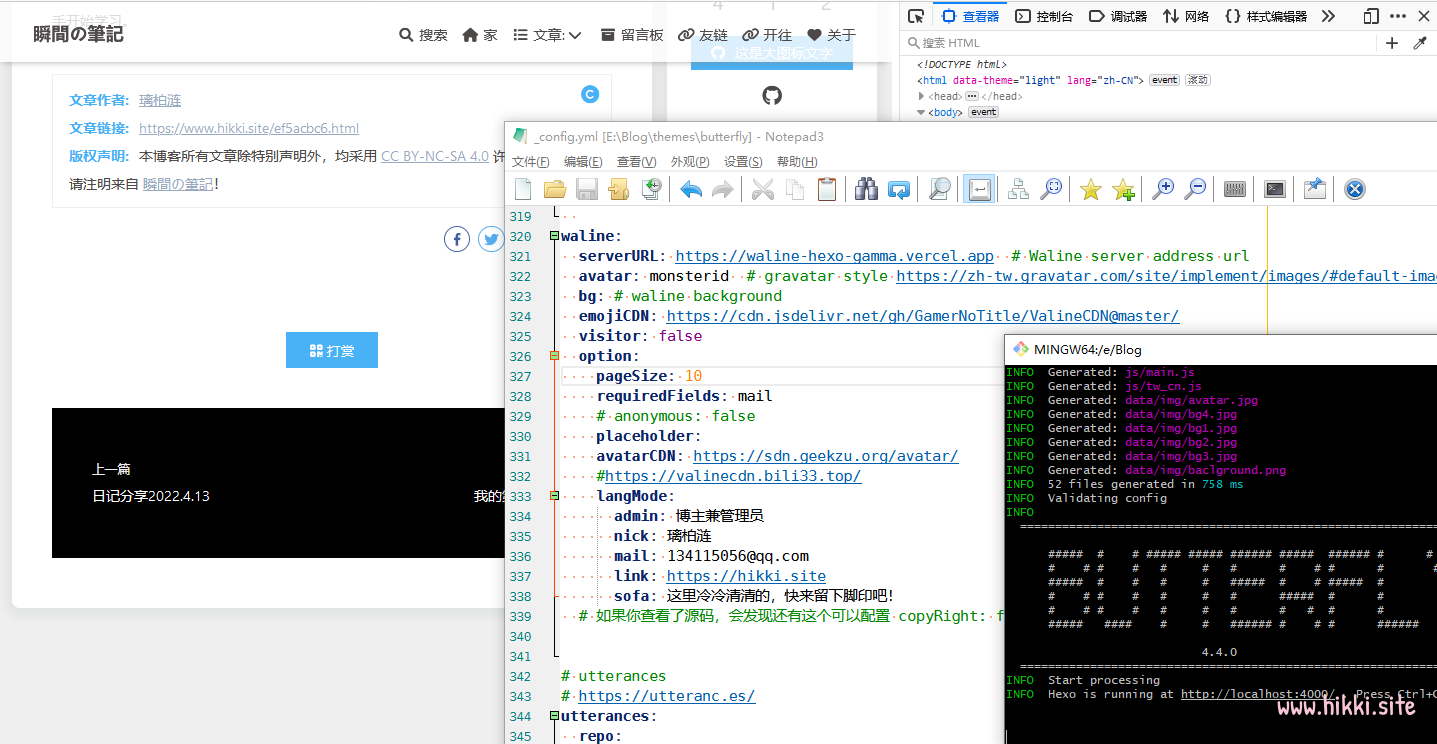 手开始学习。
4 1 2
瞬間の筆記
搜索 家 文章: 留言板 友链 开往 关于
这是大图标文字
文章作者: 璃柏涟
文章链接: https://www.hikki.site/ef5acbc6.html
版权声明: 本博客所有文章除特别声明外，均采用 CC BY-NC-SA 4.0 许
请注明来自 瞬間の筆記！
打赏
上一篇
日记分享2022.4.13
查看器 控制台 调试器 网络 样式编辑器
搜索 HTML
<!DOCTYPE html>
<html data-theme="light" lang="zh-CN"> event 滚动
<head> ••• </head>
<body> event
_config.yml [E:\Blog\themes\butterfly] - Notepad3
文件(F) 编辑(E) 查看(V) 外观(P) 设置(S) 帮助(H)
319
320 waline:
321 serverURL: https://waline-hexo-gamma.vercel.app # Waline server address url
322 avatar: monsterid # gravatar style https://zh-tw.gravatar.com/site/implement/images/#default-ima
323 bg: # waline background
324 emojiCDN: https://cdn.jsdelivr.net/gh/GamerNoTitle/ValineCDN@master/
325 visitor: false
326 option:
327 pageSize: 10
328 requiredFields: mail
329 # anonymous: false
330 placeholder:
331 avatarCDN: https://sdn.geekzu.org/avatar/
332 #https://valinecdn.bili33.top/
333 langMode:
334 admin: 博主兼管理员
335 nick: 璃柏涟
336 mail: 134115056@qq.com
337 link: https://hikki.site
338 sofa: 这里冷冷清清的，快来留下脚印吧！
339 # 如果你查看了源码，会发现还有这个可以配置 copyRight: f
340
341
342 # utterances
343 # https://utteranc.es/
344 utterances:
345 repo:
MINGW64:/e/Blog
INFO Generated: js/main.js
INFO Generated: js/tw_cn.js
INFO Generated: data/img/avatar.jpg
INFO Generated: data/img/bg4.jpg
INFO Generated: data/img/bg1.jpg
INFO Generated: data/img/bg2.jpg
INFO Generated: data/img/bg3.jpg
INFO Generated: data/img/baclground.png
INFO 52 files generated in 758 ms
INFO Validating config
INFO
4.4.0
INFO Start processing
INFO Hexo is running at http://localhost:4000/ . Press Ctrl+C
www.hikki.site